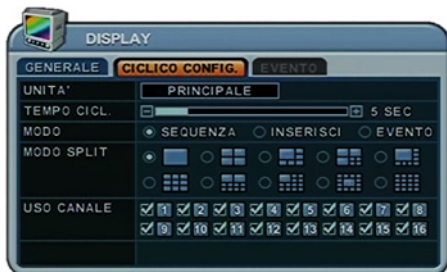 DISPLAY
GENERALE CICLICO CONFIG. EVENTO
UNITA' PRINCIPALE
TEMPO CICL. 5 SEC
MODO SEQUENZA INSERISCI EVENTO
MODO SPLIT
USO CANALE 1 2 3 4 5 6 7 8
9 10 11 12 13 14 15 16